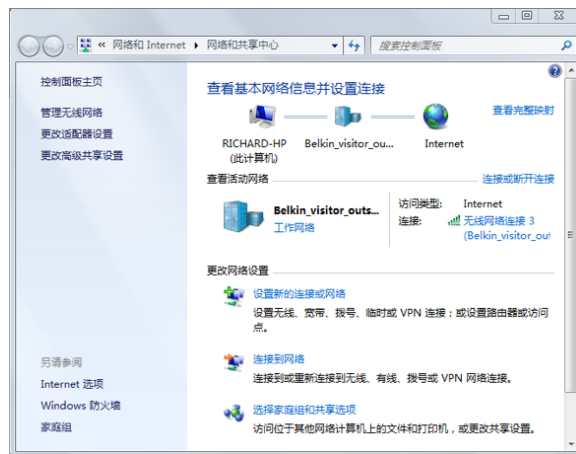 « 网络和 Internet ▸ 网络和共享中心
搜索控制面板
控制面板主页
管理无线网络
更改适配器设置
更改高级共享设置
查看基本网络信息并设置连接
查看完整映射
RICHARD-HP
(此计算机)
Belkin_visitor_ou...
Internet
查看活动网络
连接或断开连接
Belkin_visitor_outs...
工作网络
访问类型: Internet
连接: 无线网络连接 3
(Belkin_visitor_out
更改网络设置
设置新的连接或网络
设置无线、宽带、拨号、临时或 VPN 连接；或设置路由器或访问
点。
连接到网络
连接到或重新连接到无线、有线、拨号或 VPN 网络连接。
选择家庭组和共享选项
访问位于其他网络计算机上的文件和打印机，或更改共享设置。
另请参阅
Internet 选项
Windows 防火墙
家庭组